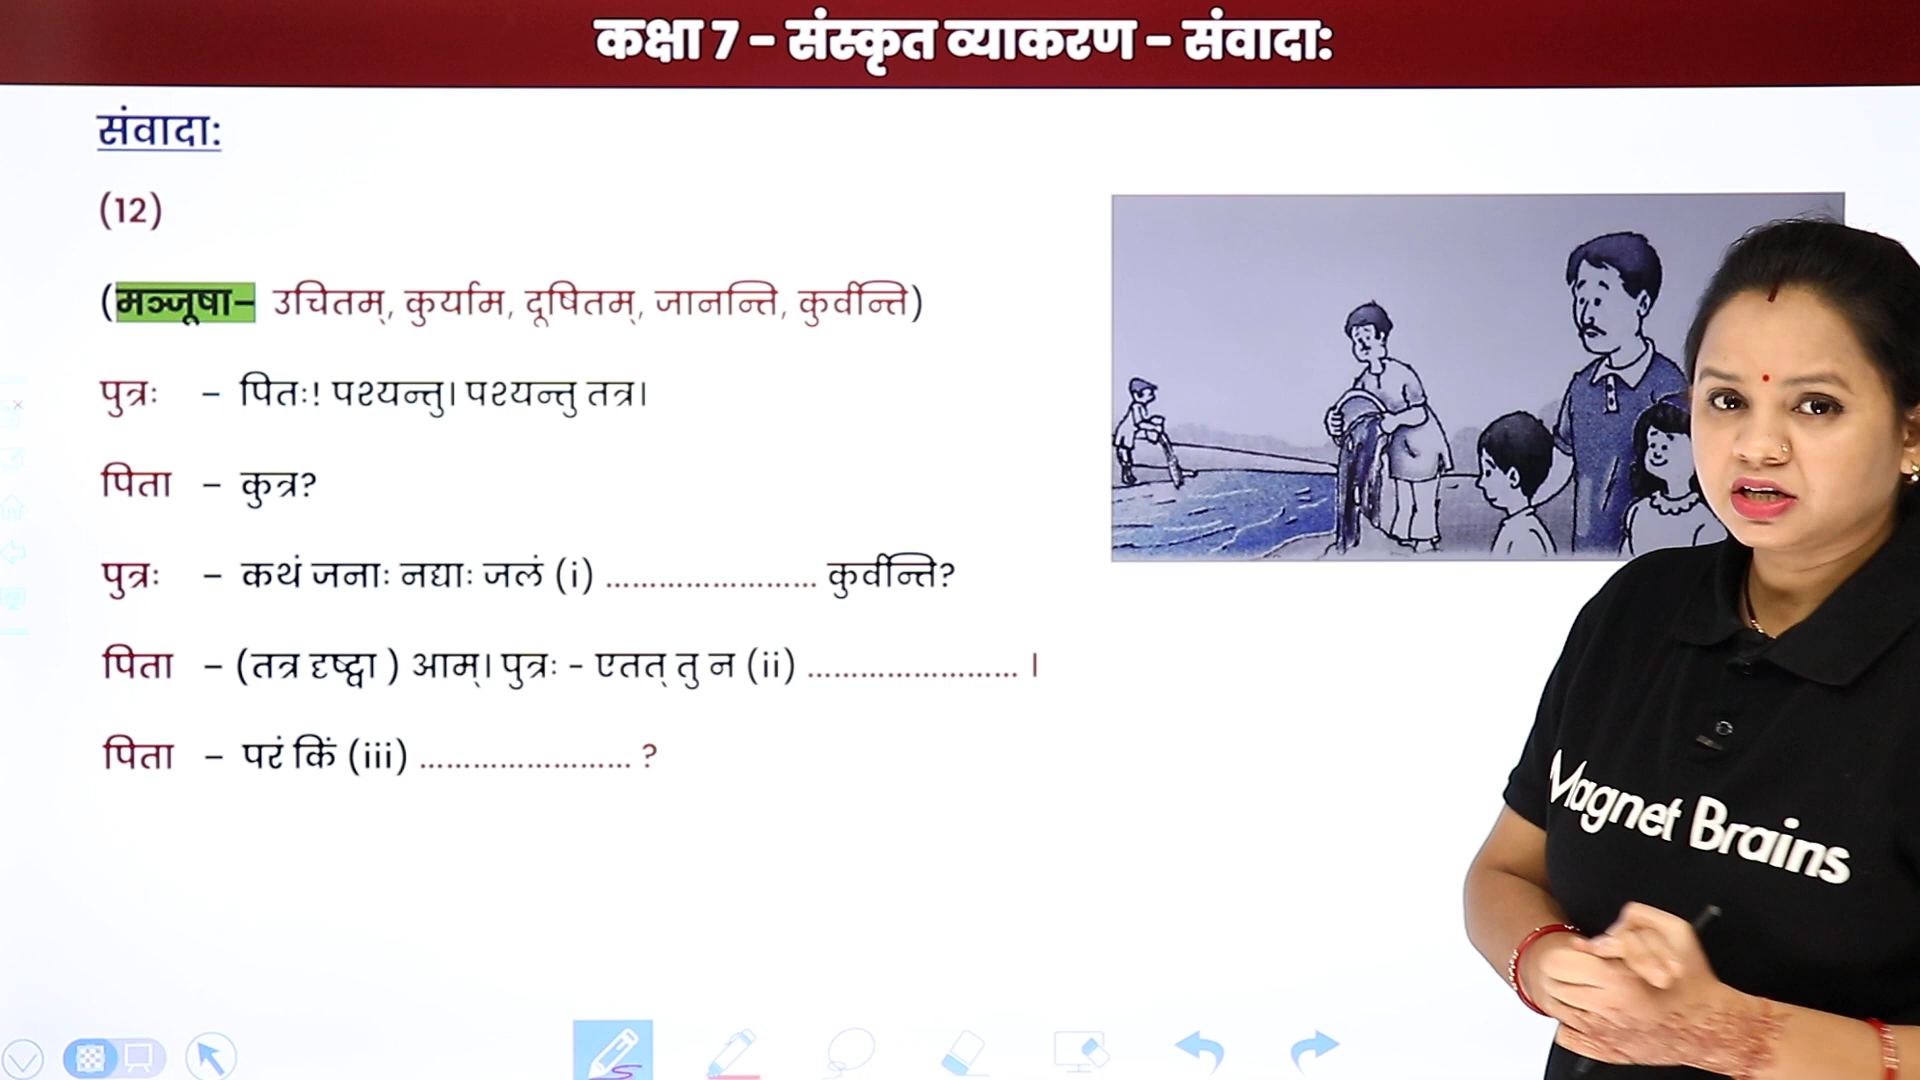 कक्षा 7 - संस्कृत व्याकरण - संवादा:
संवादा:
(12)
(मञ्जूषा- उचितम्, कुर्याम, दूषितम्, जानन्ति, कुर्वन्ति)
पुत्रः - पितः! पश्यन्तु। पश्यन्तु तत्र।
पिता - कुत्र?
पुत्रः - कथं जनाः नद्याः जलं (i) ........................ कुर्वन्ति?
पिता - (तत्र दृष्ट्वा ) आम्। पुत्रः - एतत् तु न (ii) ........................ ।
पिता - परं किं (iii) ........................ ?
Magnet Brains